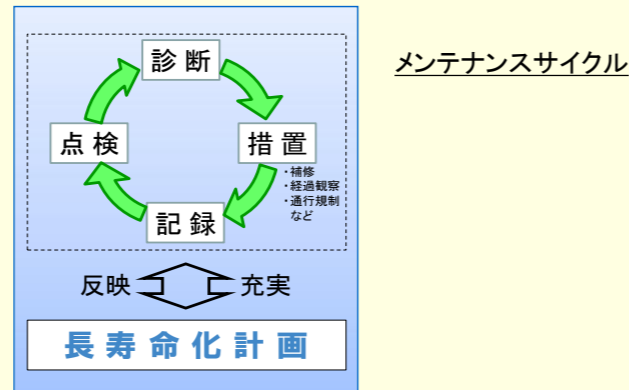 メンテナンスサイクル
診断
点検
措置
・補修
・経過観察
・通行規制
など
記録
反映
充実
長寿命化計画